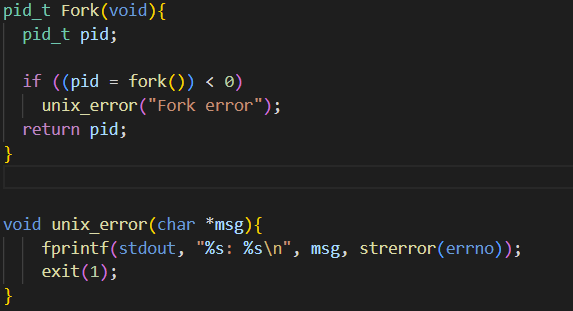 pid_t Fork(void){
  pid_t pid;

  if ((pid = fork()) < 0)
    unix_error("Fork error");
  return pid;
}

void unix_error(char *msg){
    fprintf(stdout, "%s: %s\n", msg, strerror(errno));
    exit(1);
}